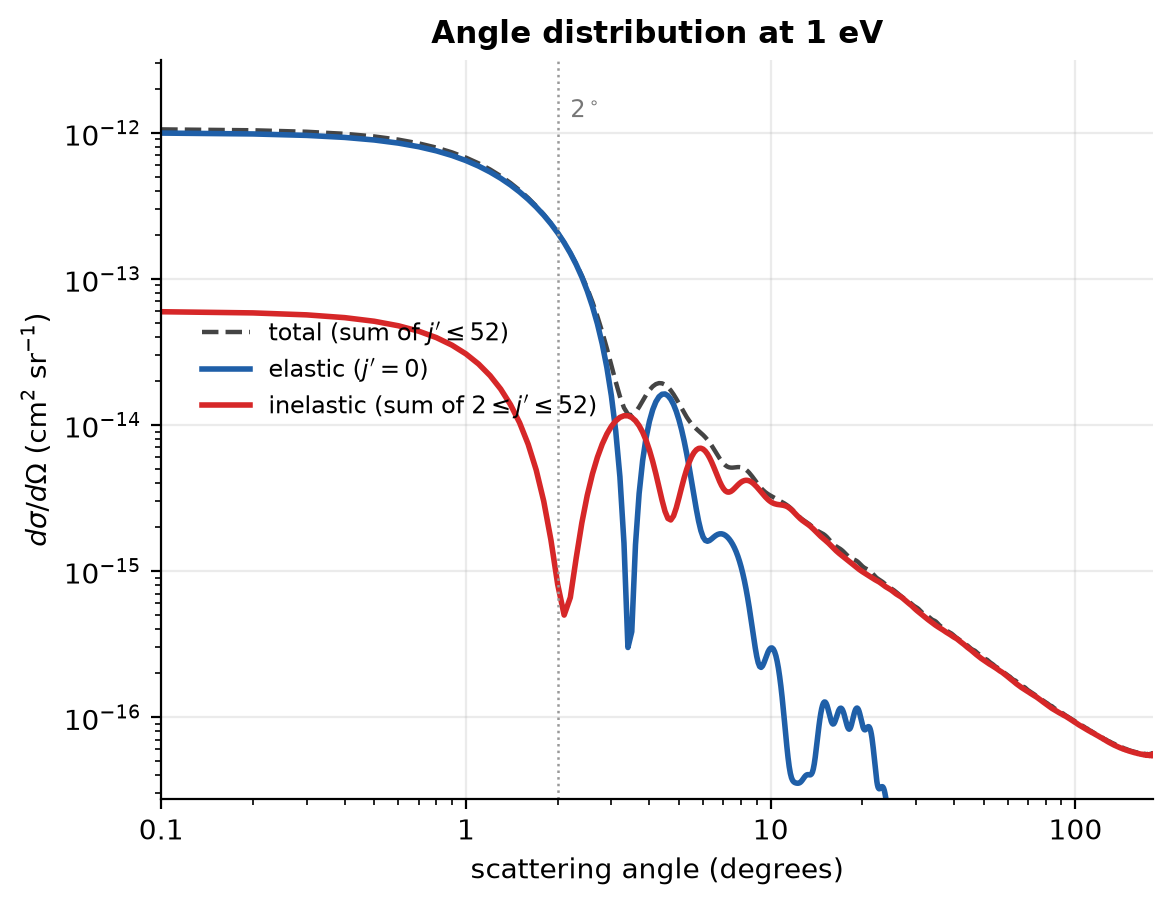 Angle distribution at 1 eV
10⁻¹²
10⁻¹³
10⁻¹⁴
10⁻¹⁵
10⁻¹⁶
dσ/dΩ (cm² sr⁻¹)
2°
total (sum of j′ ≤ 52)
elastic (j′ = 0)
inelastic (sum of 2 ≤ j′ ≤ 52)
0.1 1 10 100
scattering angle (degrees)